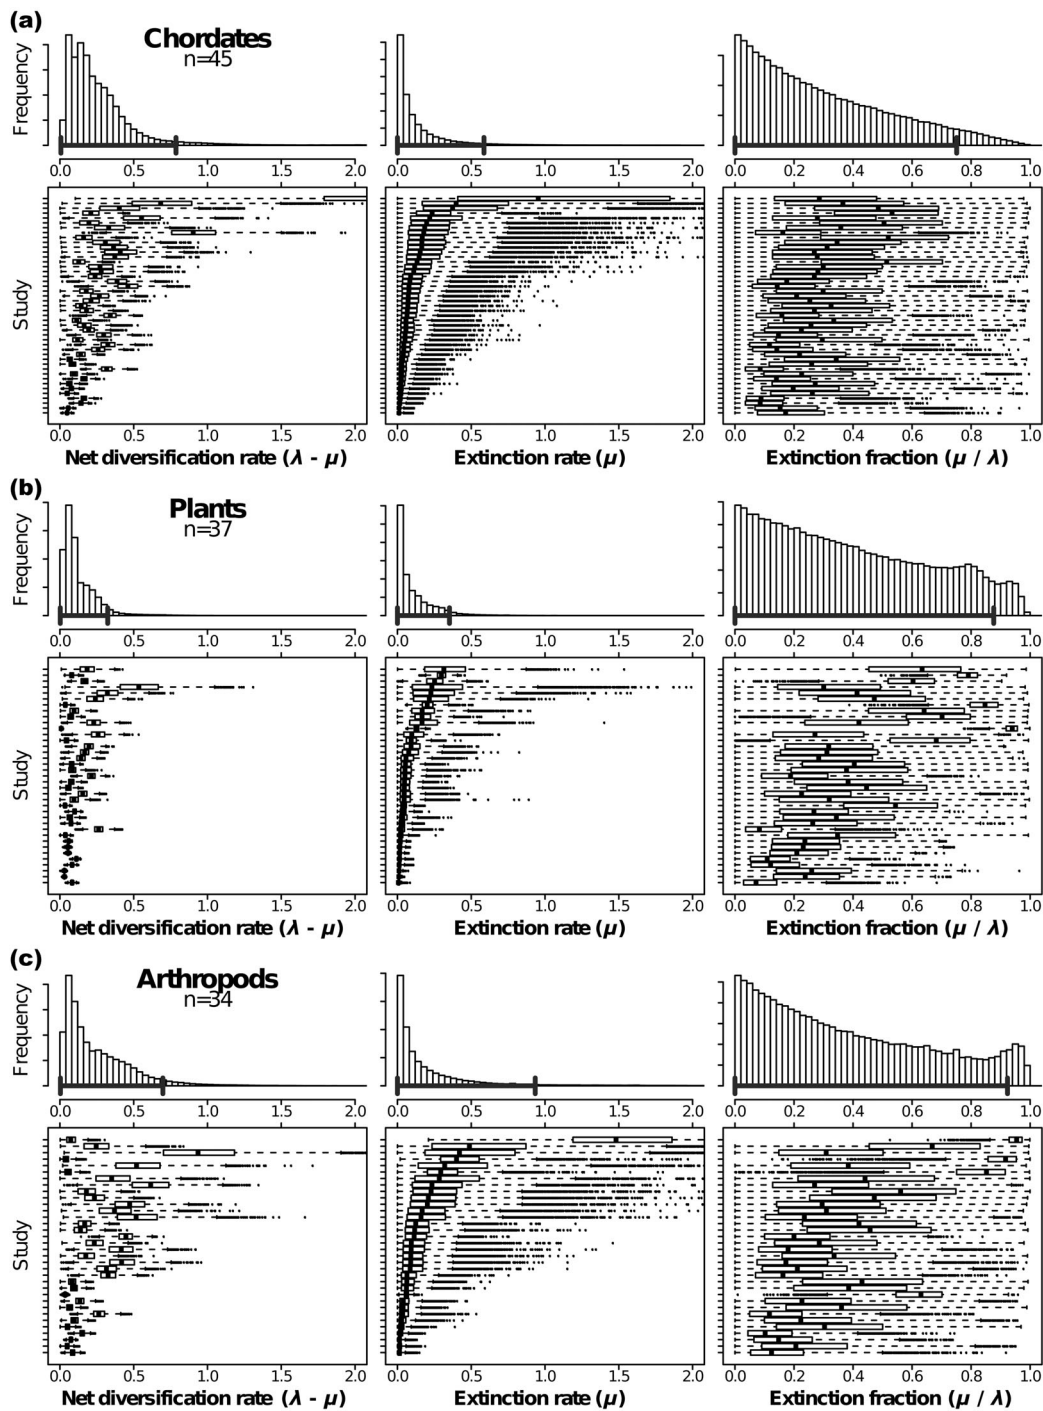 (a)
Chordates
n=45
Frequency
0.0 0.5 1.0 1.5 2.0
0.0 0.5 1.0 1.5 2.0
0.0 0.2 0.4 0.6 0.8 1.0
Study
0.0 0.5 1.0 1.5 2.0
0.0 0.5 1.0 1.5 2.0
0.0 0.2 0.4 0.6 0.8 1.0
Net diversification rate (λ - μ)
Extinction rate (μ)
Extinction fraction (μ / λ)
(b)
Plants
n=37
Frequency
0.0 0.5 1.0 1.5 2.0
0.0 0.5 1.0 1.5 2.0
0.0 0.2 0.4 0.6 0.8 1.0
Study
0.0 0.5 1.0 1.5 2.0
0.0 0.5 1.0 1.5 2.0
0.0 0.2 0.4 0.6 0.8 1.0
Net diversification rate (λ - μ)
Extinction rate (μ)
Extinction fraction (μ / λ)
(c)
Arthropods
n=34
Frequency
0.0 0.5 1.0 1.5 2.0
0.0 0.5 1.0 1.5 2.0
0.0 0.2 0.4 0.6 0.8 1.0
Study
0.0 0.5 1.0 1.5 2.0
0.0 0.5 1.0 1.5 2.0
0.0 0.2 0.4 0.6 0.8 1.0
Net diversification rate (λ - μ)
Extinction rate (μ)
Extinction fraction (μ / λ)